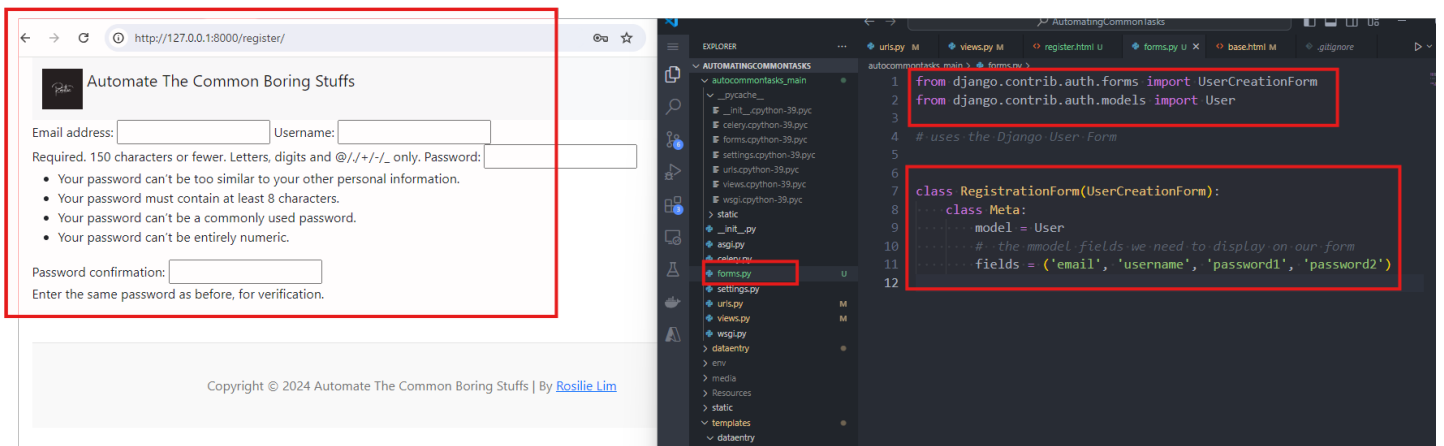 http://127.0.0.1:8000/register/
Automate The Common Boring Stuffs
Email address: Username:
Required. 150 characters or fewer. Letters, digits and @/./+/-/_ only. Password:
• Your password can't be too similar to your other personal information.
• Your password must contain at least 8 characters.
• Your password can't be a commonly used password.
• Your password can't be entirely numeric.
Password confirmation:
Enter the same password as before, for verification.
Copyright © 2024 Automate The Common Boring Stuffs | By Rosilie Lim
AutomatingCommonTasks
EXPLORER
AUTOMATINGCOMMONTASKS
autocommontasks_main
__pycache__
__init__.cpython-39.pyc
celery.cpython-39.pyc
forms.cpython-39.pyc
settings.cpython-39.pyc
urls.cpython-39.pyc
views.cpython-39.pyc
wsgi.cpython-39.pyc
static
__init__.py
asgi.py
celery.py
forms.py U
settings.py
urls.py M
views.py M
wsgi.py
dataentry
env
media
Resources
static
templates
dataentry
urls.py M views.py M register.html U forms.py U base.html M .gitignore
autocommontasks_main > forms.py >
1 from django.contrib.auth.forms import UserCreationForm
2 from django.contrib.auth.models import User
3
4 # uses the Django User Form
5
6
7 class RegistrationForm(UserCreationForm):
8 class Meta:
9 model = User
10 # the mmodel fields we need to display on our form
11 fields = ('email', 'username', 'password1', 'password2')
12